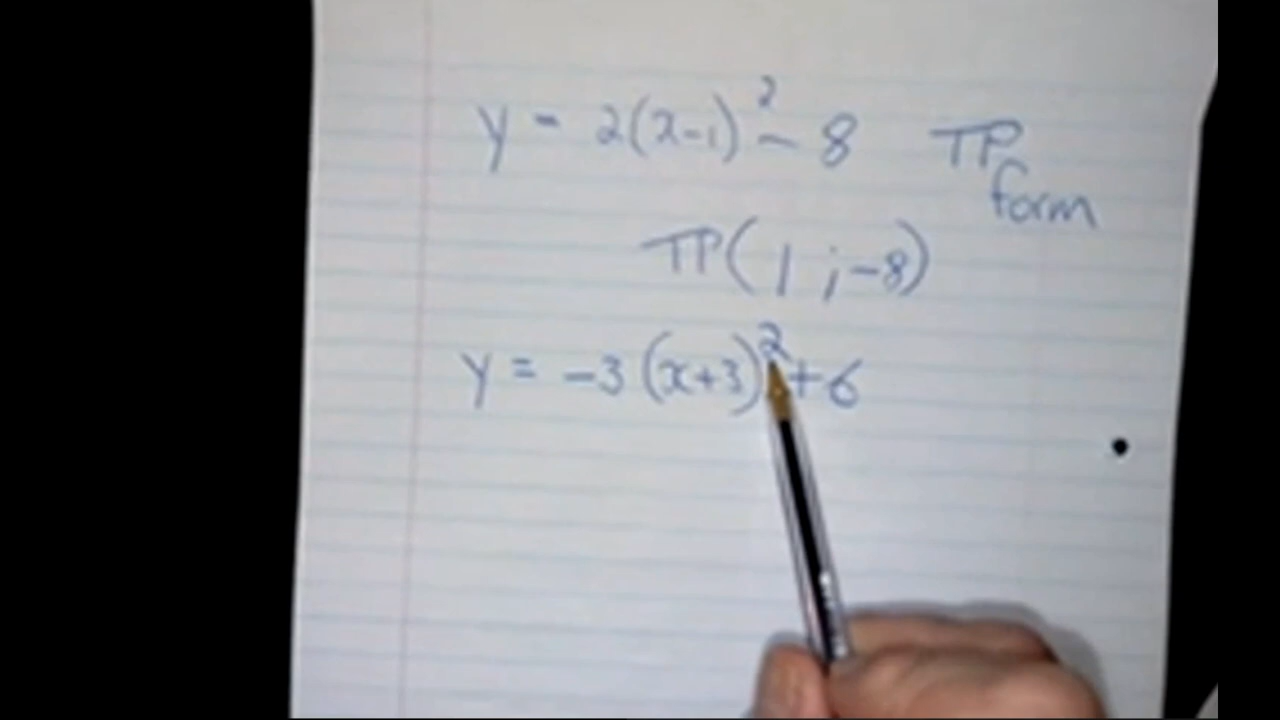 y = 2(x-1)² - 8 TP form
TP(1 ; -8)
y = -3(x+3)² + 6